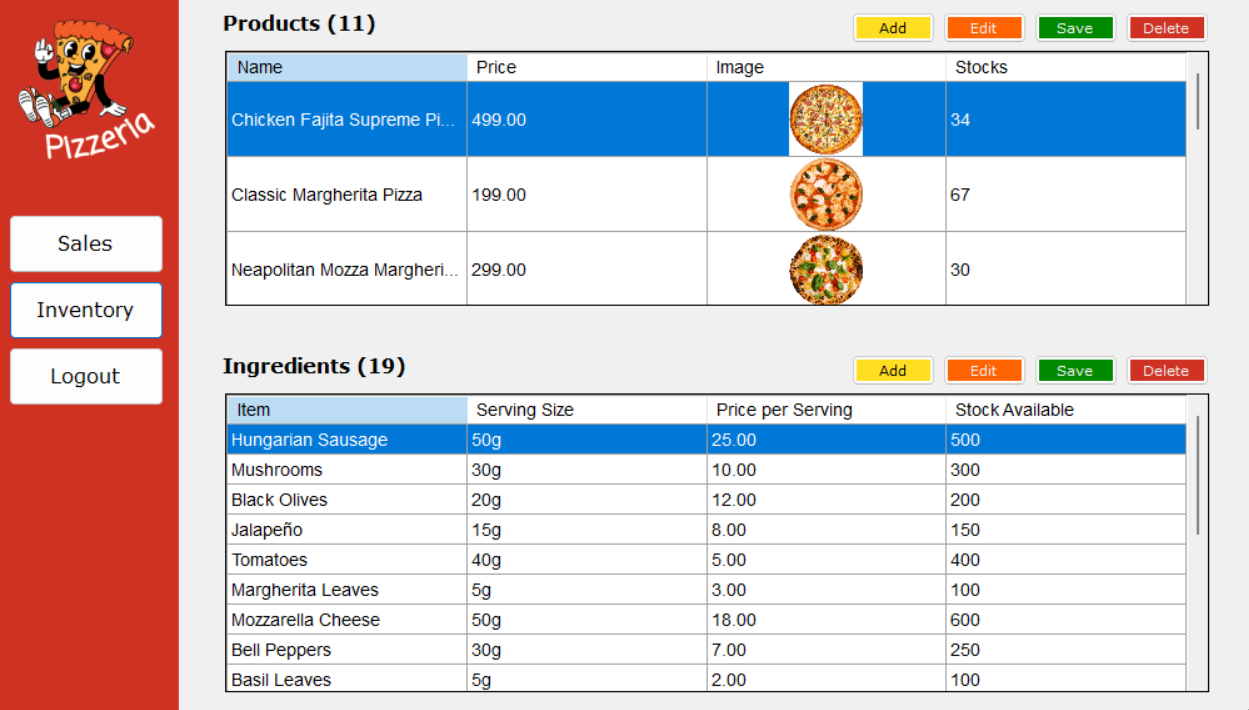 Pizzeria
Sales
Inventory
Logout
Products (11)
Add Edit Save Delete
Name Price Image Stocks
Chicken Fajita Supreme Pi... 499.00 34
Classic Margherita Pizza 199.00 67
Neapolitan Mozza Margheri... 299.00 30
Ingredients (19)
Add Edit Save Delete
Item Serving Size Price per Serving Stock Available
Hungarian Sausage 50g 25.00 500
Mushrooms 30g 10.00 300
Black Olives 20g 12.00 200
Jalapeño 15g 8.00 150
Tomatoes 40g 5.00 400
Margherita Leaves 5g 3.00 100
Mozzarella Cheese 50g 18.00 600
Bell Peppers 30g 7.00 250
Basil Leaves 5g 2.00 100